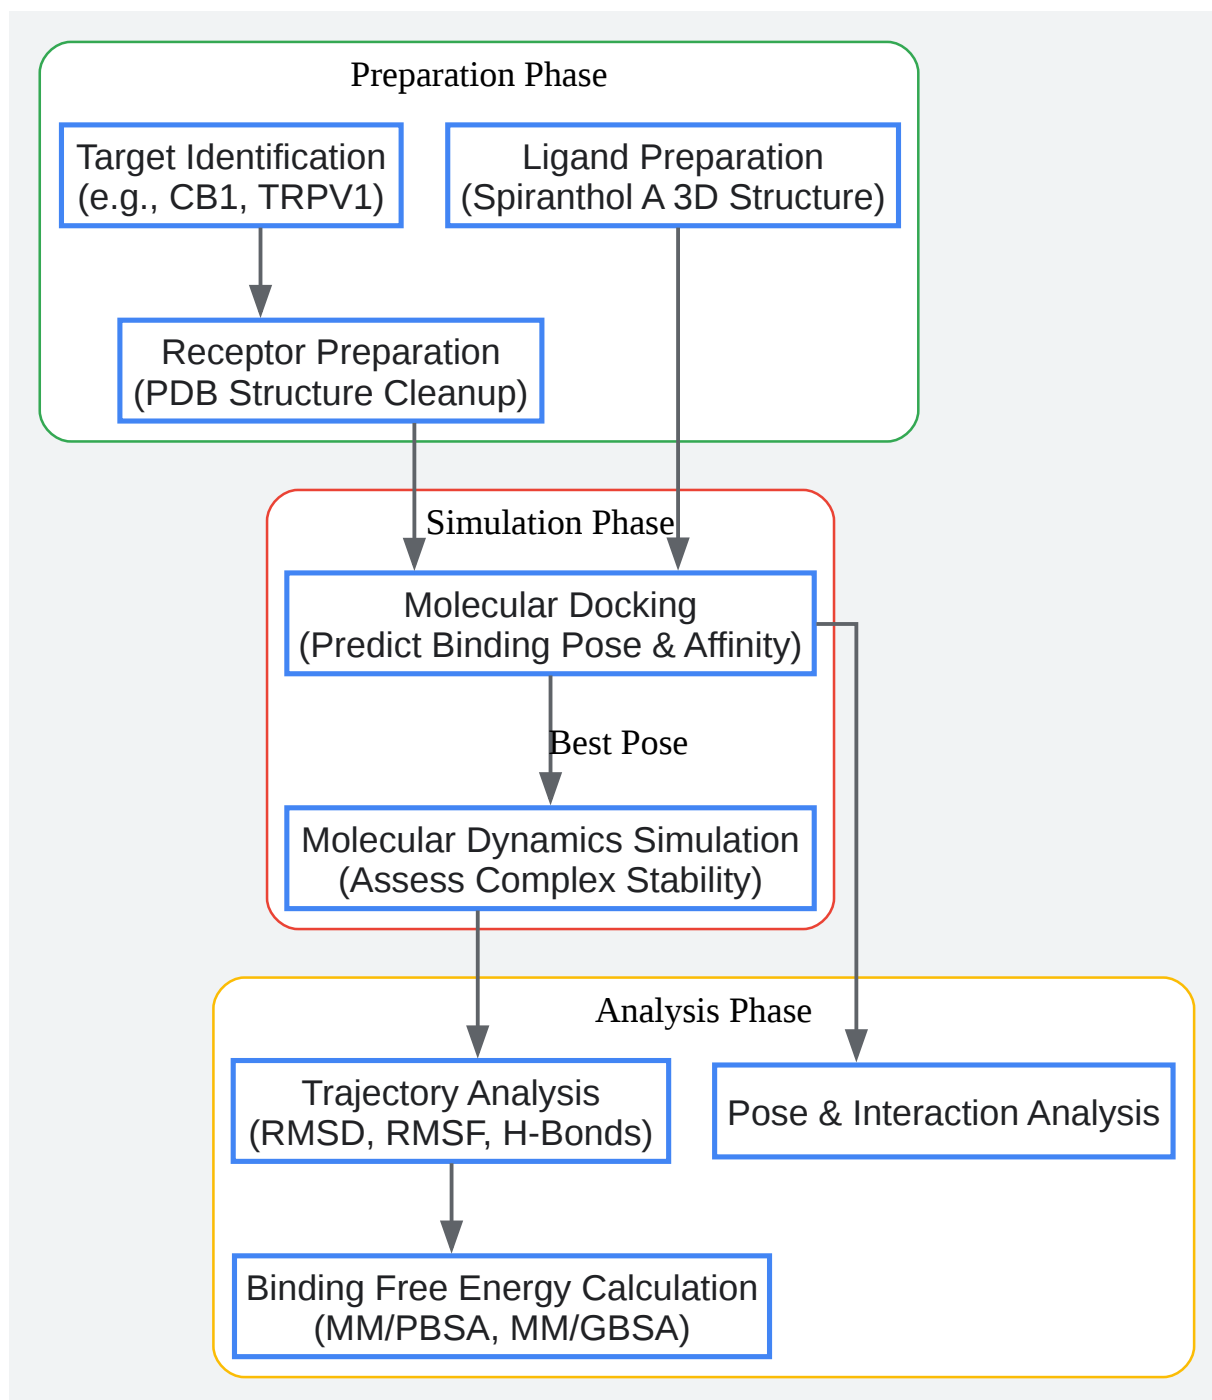 Preparation Phase
Target Identification
(e.g., CB1, TRPV1)
Ligand Preparation
(Spiranthol A 3D Structure)
Receptor Preparation
(PDB Structure Cleanup)
Simulation Phase
Molecular Docking
(Predict Binding Pose & Affinity)
Best Pose
Molecular Dynamics Simulation
(Assess Complex Stability)
Analysis Phase
Trajectory Analysis
(RMSD, RMSF, H-Bonds)
Pose & Interaction Analysis
Binding Free Energy Calculation
(MM/PBSA, MM/GBSA)